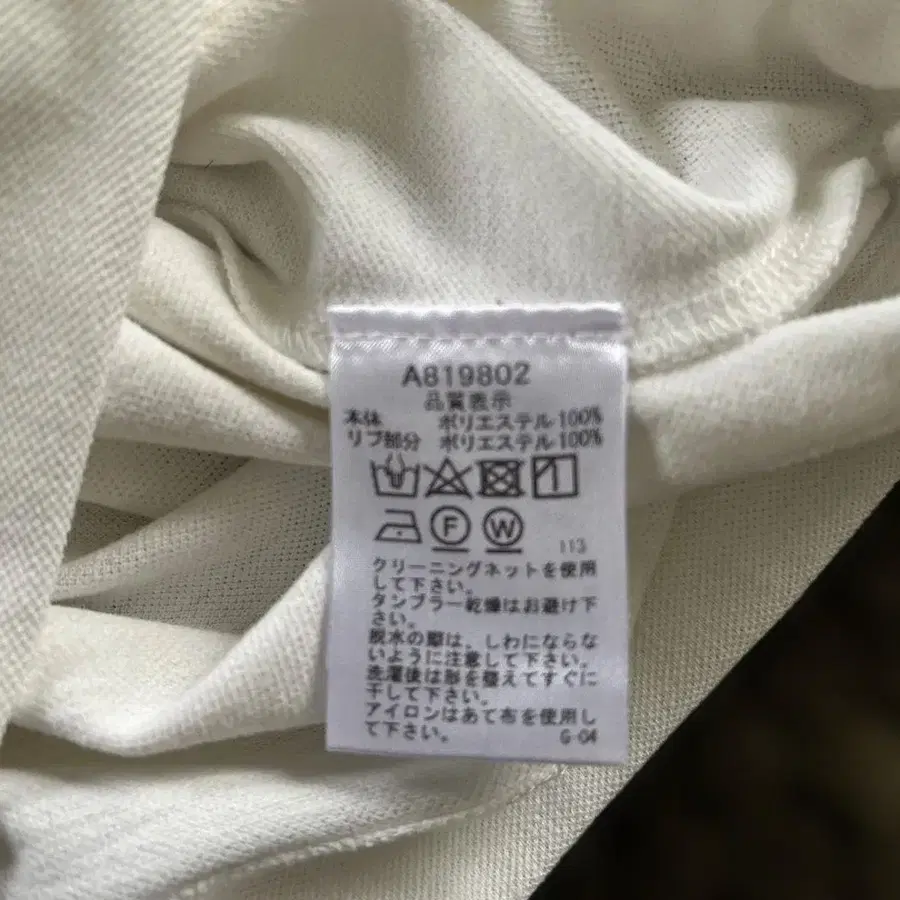 A819802
品質表示
本体 ポリエステル100%
リブ部分 ポリエステル100%
F W 113
クリーニングネットを使用
して下さい。
タンブラー乾燥はお避け下
さい。
脱水の際は、しわにならな
いように注意して下さい。
洗濯後は形を整えてすぐに
干して下さい。
アイロンはあて布を使用し
て下さい。 G-04